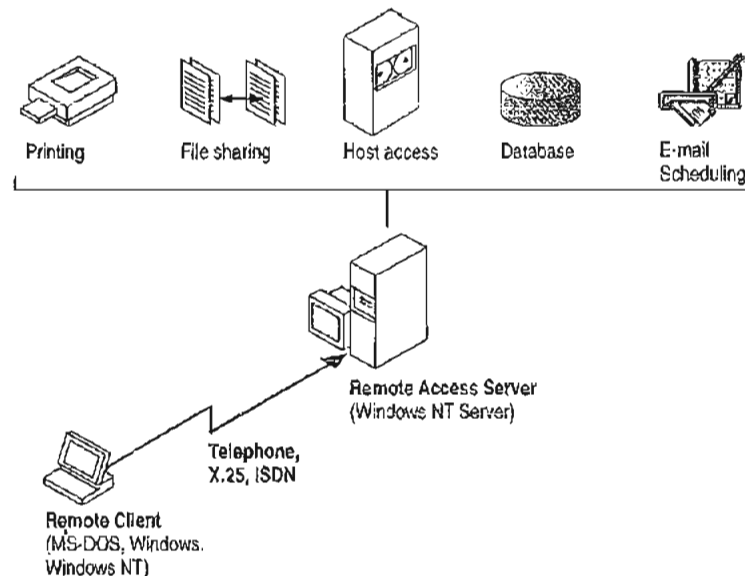 Printing
File sharing
Host access
Database
E-mail
Scheduling
Remote Access Server
(Windows NT Server)
Telephone,
X.25, ISDN
Remote Client
(MS-DOS, Windows.
Windows NT)